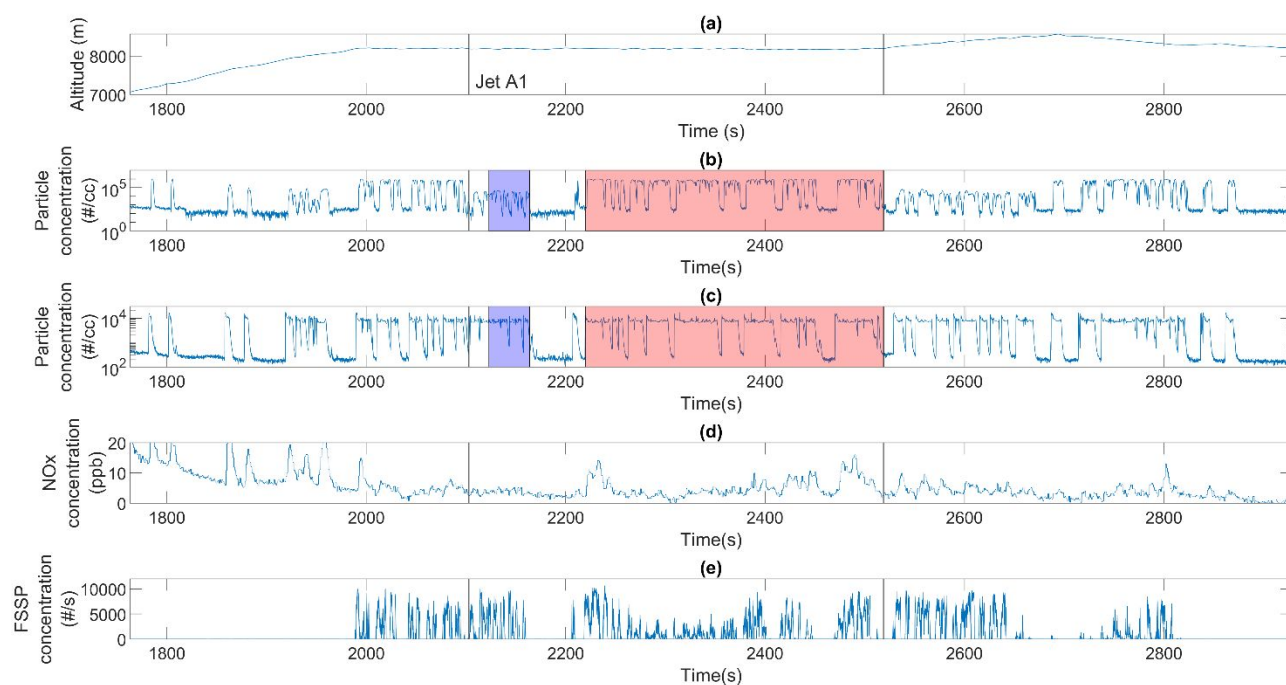 (a)
Altitude (m)
8000
7000
Jet A1
1800 2000 2200 2400 2600 2800
Time (s)
(b)
Particle
concentration
(#/cc)
10^5
10^0
1800 2000 2200 2400 2600 2800
Time(s)
(c)
Particle
concentration
(#/cc)
10^4
10^2
1800 2000 2200 2400 2600 2800
Time(s)
(d)
NOx
concentration
(ppb)
20
10
0
1800 2000 2200 2400 2600 2800
Time(s)
(e)
FSSP
concentration
(#/s)
10000
5000
0
1800 2000 2200 2400 2600 2800
Time(s)